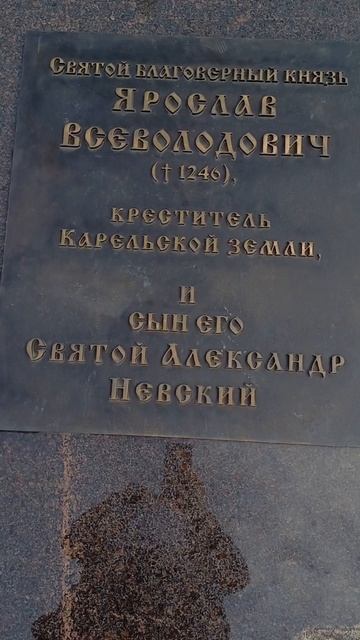 Святой благоверный князь
Ярослав
Всеволодович
(† 1246),
креститель
Карельской земли,
и
сын его
Святой Александр
Невский